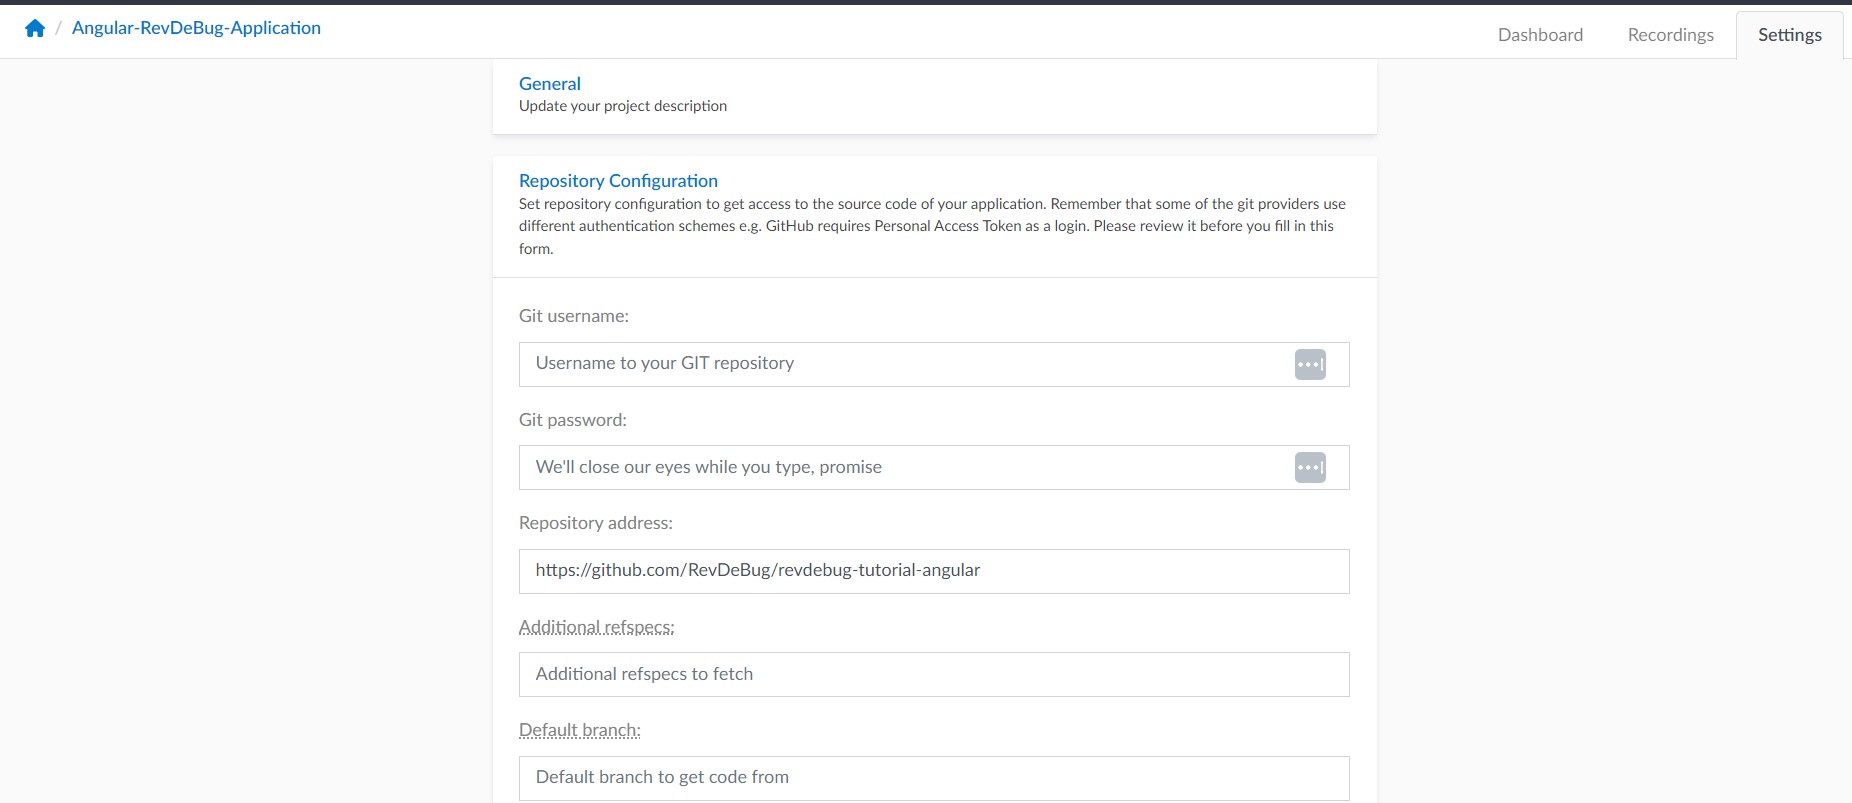 / Angular-RevDeBug-Application
Dashboard Recordings Settings
General
Update your project description
Repository Configuration
Set repository configuration to get access to the source code of your application. Remember that some of the git providers use
different authentication schemes e.g. GitHub requires Personal Access Token as a login. Please review it before you fill in this
form.
Git username:
Username to your GIT repository
Git password:
We'll close our eyes while you type, promise
Repository address:
https://github.com/RevDeBug/revdebug-tutorial-angular
Additional refspecs:
Additional refspecs to fetch
Default branch:
Default branch to get code from